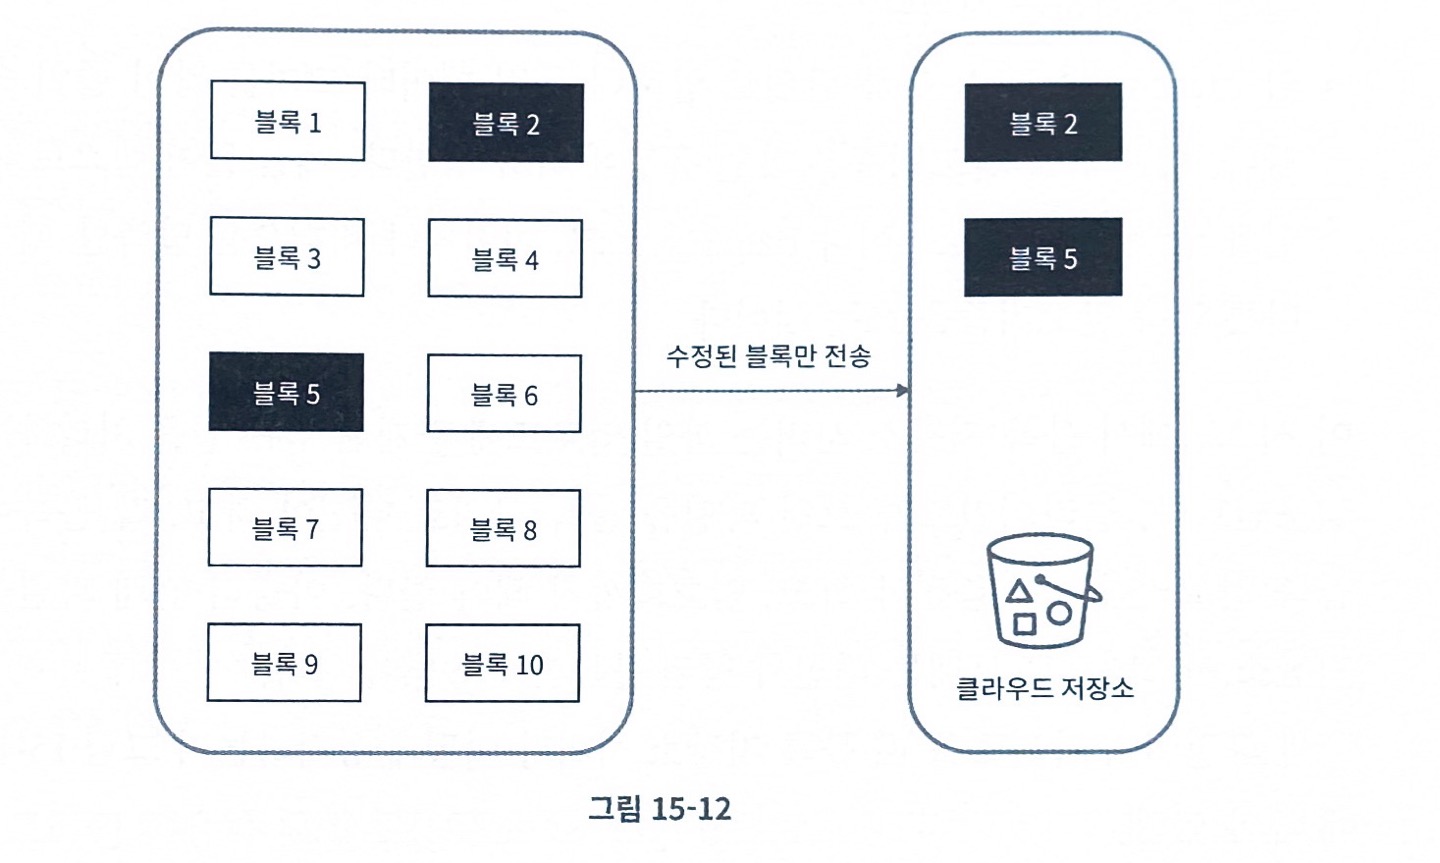 블록 1
블록 2
블록 3
블록 4
블록 5
블록 6
블록 7
블록 8
블록 9
블록 10
수정된 블록만 전송
블록 2
블록 5
클라우드 저장소
그림 15-12